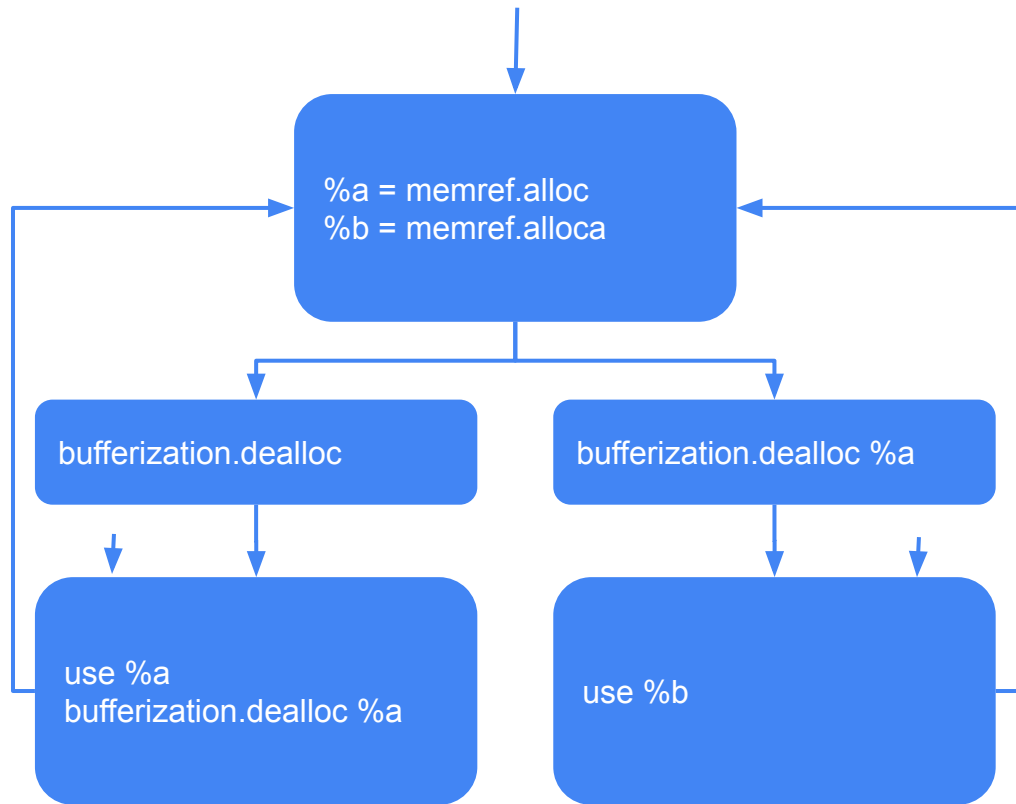 %a = memref.alloc
%b = memref.alloca
bufferization.dealloc
bufferization.dealloc %a
use %a
bufferization.dealloc %a
use %b